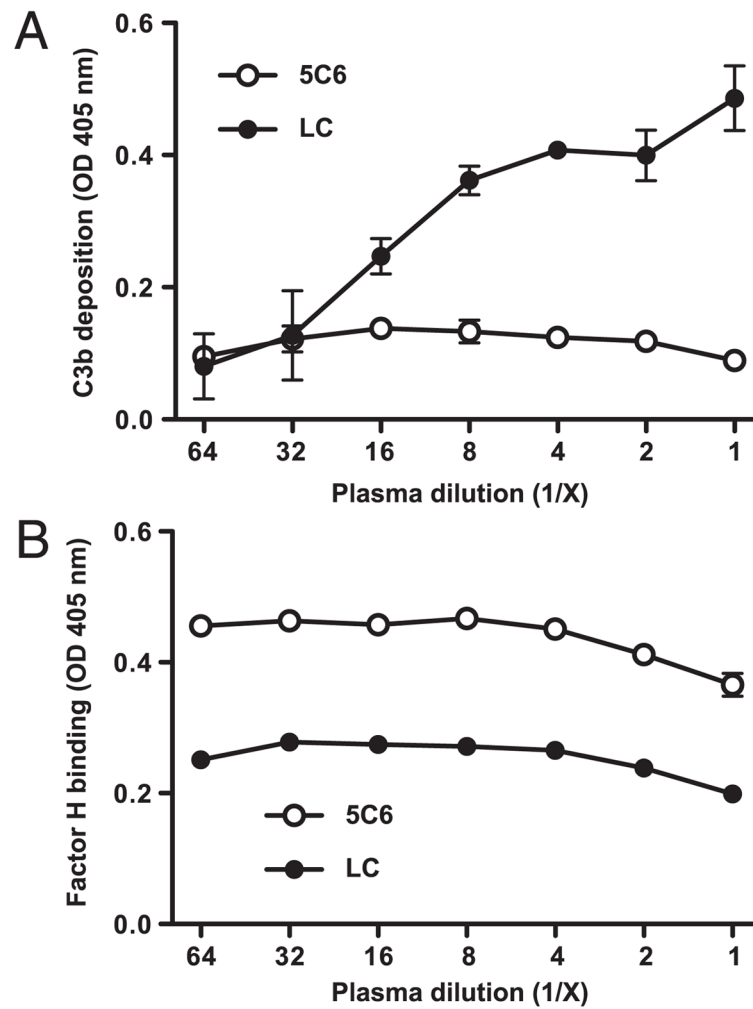 A
C3b deposition (OD 405 nm)
0.6
0.4
0.2
0.0
5C6
LC
64 32 16 8 4 2 1
Plasma dilution (1/X)
B
Factor H binding (OD 405 nm)
0.6
0.4
0.2
0.0
5C6
LC
64 32 16 8 4 2 1
Plasma dilution (1/X)